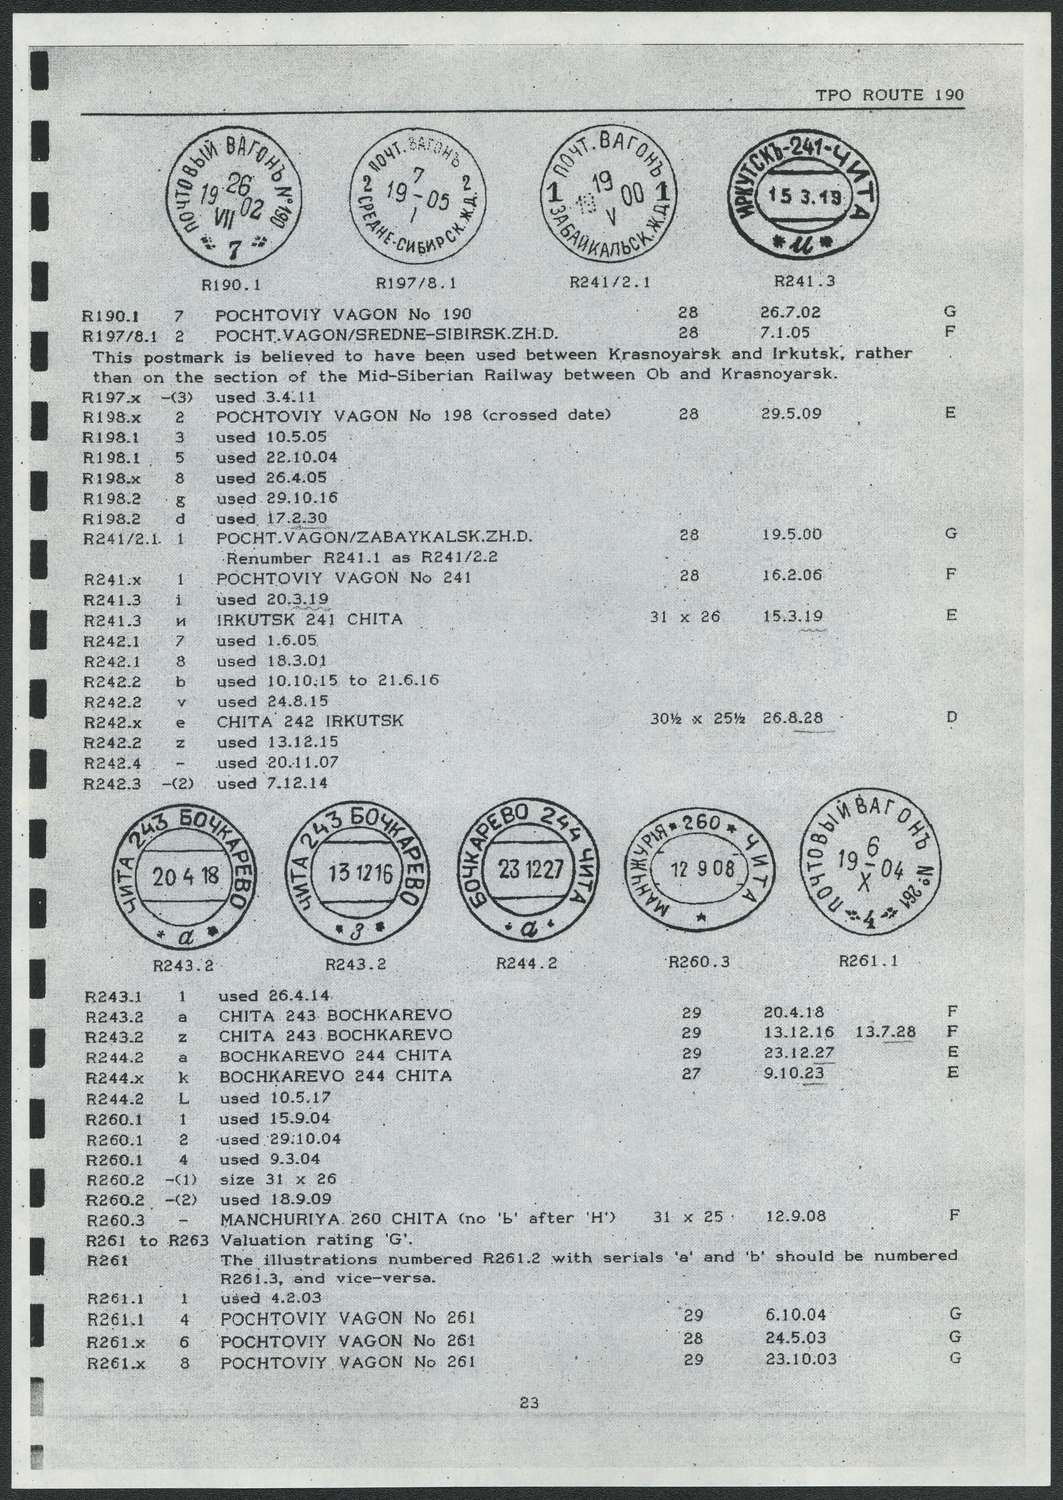 TPO ROUTE 190
ПОЧТОВЫЙ ВАГОНЪ №190
26
19 02
VII
7
ПОЧТ. ВАГОНЪ
7
2 19-05 2
I
СРЕДНЕ-СИБИРСК.Ж.Д.
ПОЧТ. ВАГОНЪ
19
1 19 00 1
V
ЗАБАЙКАЛЬСК.Ж.Д
ИРКУТСКЪ-241-ЧИТА
15 3.19
* и *
R190.1 R197/8.1 R241/2.1 R241.3
R190.1 7 POCHTOVIY VAGON No 190 28 26.7.02 G
R197/8.1 2 POCHT.VAGON/SREDNE-SIBIRSK.ZH.D. 28 7.1.05 F
This postmark is believed to have been used between Krasnoyarsk and Irkutsk, rather
than on the section of the Mid-Siberian Railway between Ob and Krasnoyarsk.
R197.x -(3) used 3.4.11
R198.x 2 POCHTOVIY VAGON No 198 (crossed date) 28 29.5.09 E
R198.1 3 used 10.5.05
R198.1 5 used 22.10.04
R198.x 8 used 26.4.05
R198.2 g used 29.10.16
R198.2 d used 17.2.30
R241/2.1 1 POCHT.VAGON/ZABAYKALSK.ZH.D. 28 19.5.00 G
Renumber R241.1 as R241/2.2
R241.x 1 POCHTOVIY VAGON No 241 28 16.2.06 F
R241.3 i used 20.3.19
R241.3 и IRKUTSK 241 CHITA 31 x 26 15.3.19 E
R242.1 7 used 1.6.05
R242.1 8 used 18.3.01
R242.2 b used 10.10.15 to 21.6.16
R242.2 v used 24.8.15
R242.x e CHITA 242 IRKUTSK 30½ x 25½ 26.8.28 D
R242.2 z used 13.12.15
R242.4 - used 20.11.07
R242.3 -(2) used 7.12.14
ЧИТА 243 БОЧКАРЕВО
20 4 18
* а *
ЧИТА 243 БОЧКАРЕВО
13 12 16
* з *
БОЧКАРЕВО 244 ЧИТА
23 12 27
а
МАНЧЖУРІЯ * 260 * ЧИТА
12 9 08
*
ПОЧТОВЫЙ ВАГОНЪ №261
6
19-04
X
4
R243.2 R243.2 R244.2 R260.3 R261.1
R243.1 1 used 26.4.14
R243.2 a CHITA 243 BOCHKAREVO 29 20.4.18 F
R243.2 z CHITA 243 BOCHKAREVO 29 13.12.16 13.7.28 F
R244.2 a BOCHKAREVO 244 CHITA 29 23.12.27 E
R244.x k BOCHKAREVO 244 CHITA 27 9.10.23 E
R244.2 L used 10.5.17
R260.1 1 used 15.9.04
R260.1 2 used 29.10.04
R260.1 4 used 9.3.04
R260.2 -(1) size 31 x 26
R260.2 -(2) used 18.9.09
R260.3 - MANCHURIYA 260 CHITA (no 'Ь' after 'Н') 31 x 25 12.9.08 F
R261 to R263 Valuation rating 'G'.
R261 The illustrations numbered R261.2 with serials 'a' and 'b' should be numbered
R261.3, and vice-versa.
R261.1 1 used 4.2.03
R261.1 4 POCHTOVIY VAGON No 261 29 6.10.04 G
R261.x 6 POCHTOVIY VAGON No 261 28 24.5.03 G
R261.x 8 POCHTOVIY VAGON No 261 29 23.10.03 G
23